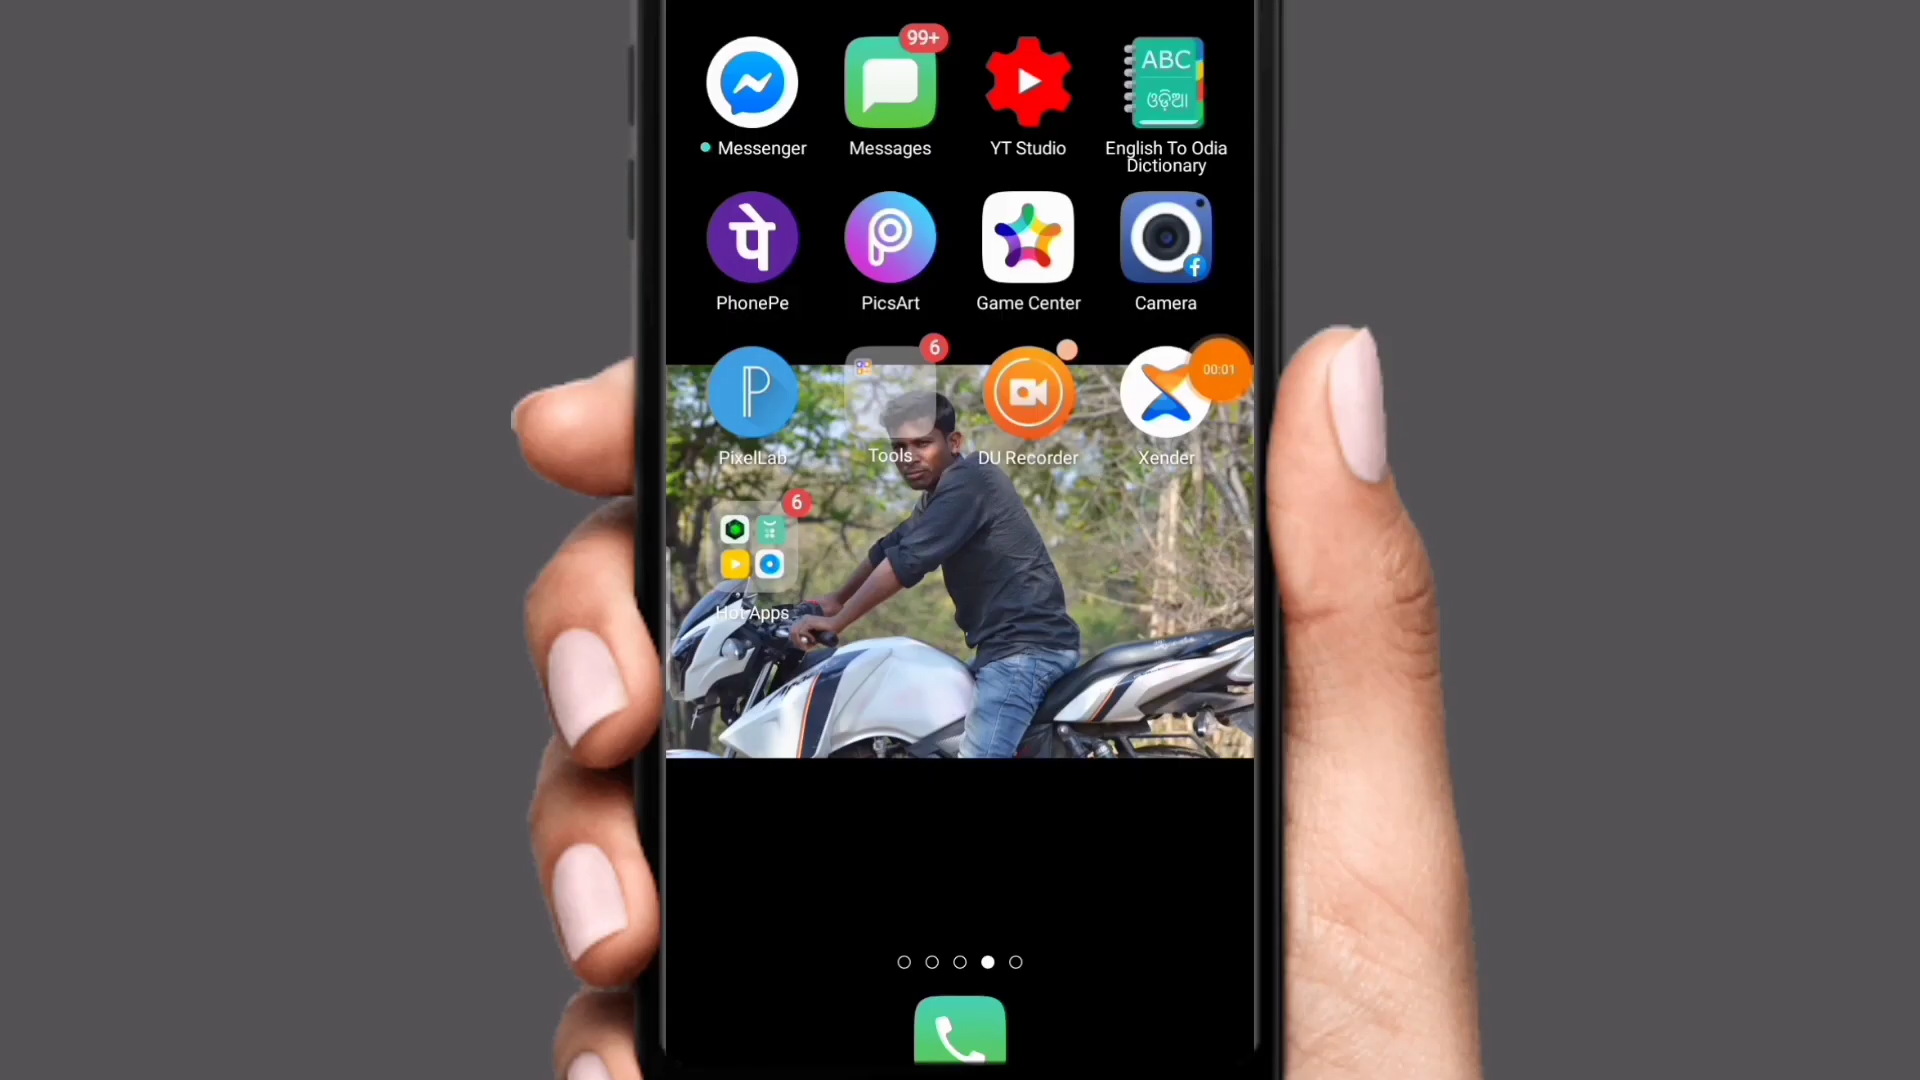 99+
ABC
ଓଡ଼ିଆ
Messenger
Messages
YT Studio
English To Odia
Dictionary
पे
PhonePe
PicsArt
Game Center
Camera
6
00:01
PixelLab
Tools
DU Recorder
Xender
6
Hot Apps